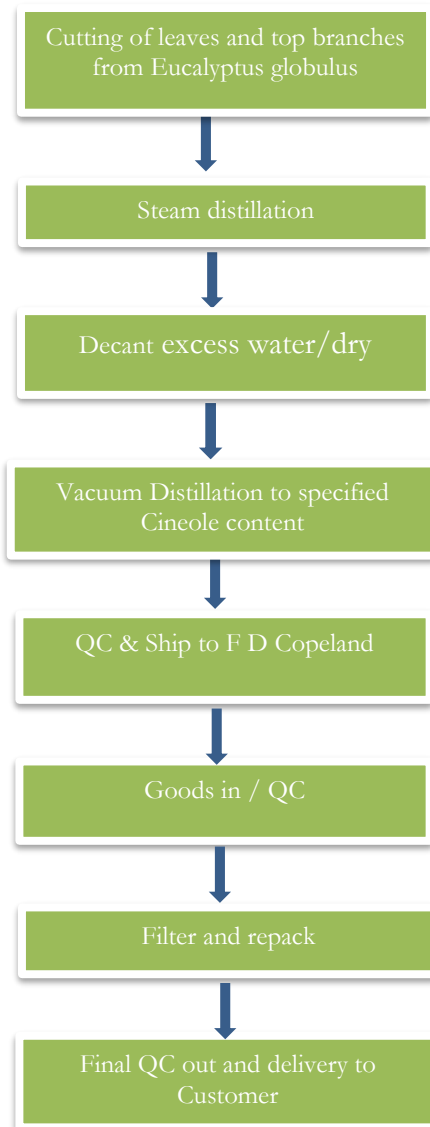 Cutting of leaves and top branches
from Eucalyptus globulus
Steam distillation
Decant excess water/dry
Vacuum Distillation to specified
Cineole content
QC & Ship to F D Copeland
Goods in / QC
Filter and repack
Final QC out and delivery to
Customer